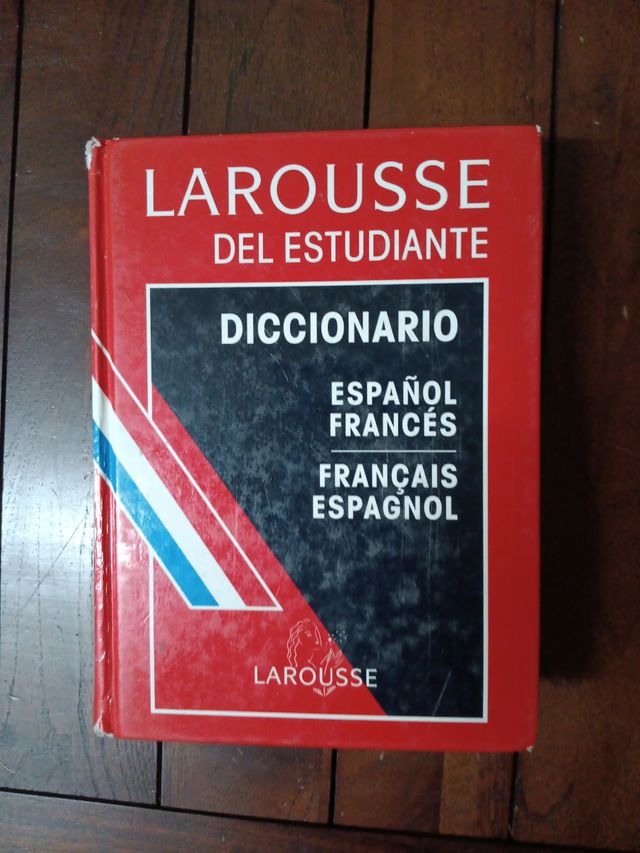 LAROUSSE
DEL ESTUDIANTE
DICCIONARIO
ESPAÑOL
FRANCÉS
FRANÇAIS
ESPAGNOL
LAROUSSE